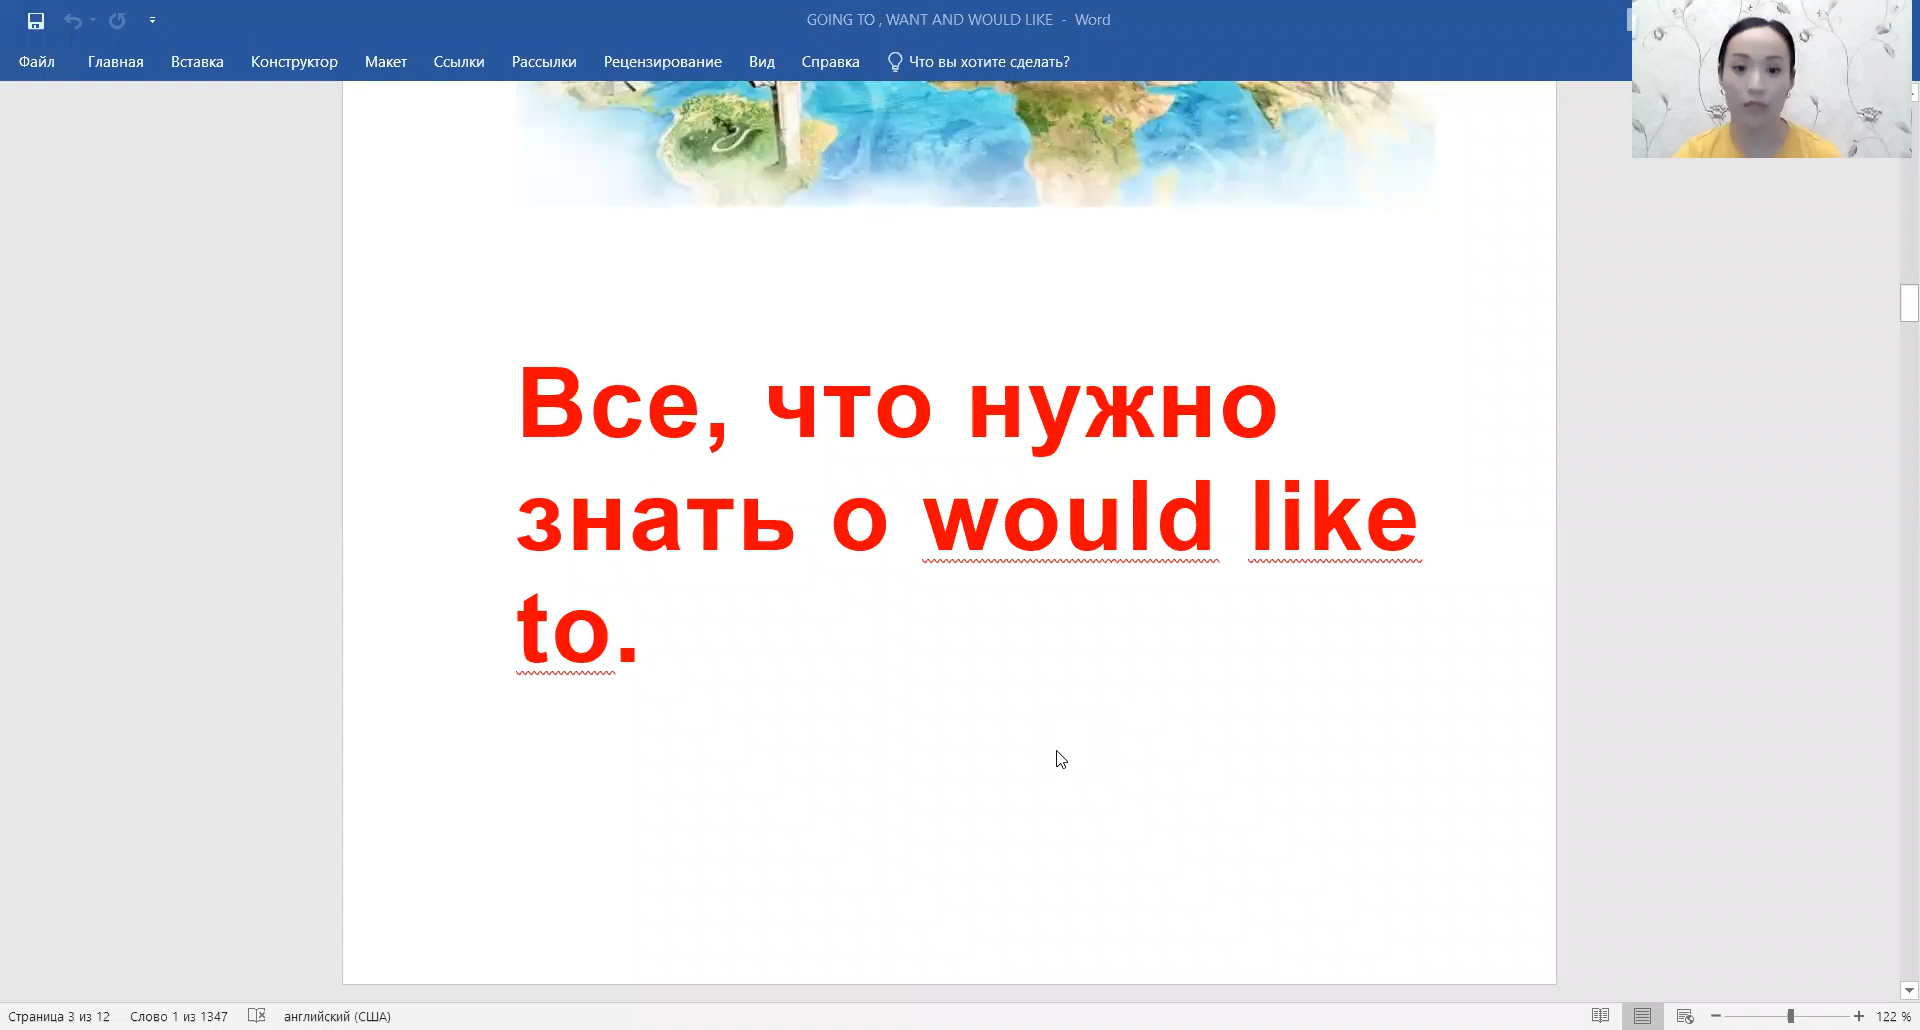 GOING TO , WANT AND WOULD LIKE - Word
Файл Главная Вставка Конструктор Макет Ссылки Рассылки Рецензирование Вид Справка Что вы хотите сделать?
Все, что нужно
знать о would like
to.
Страница 3 из 12 Слово 1 из 1347 английский (США) 122 %